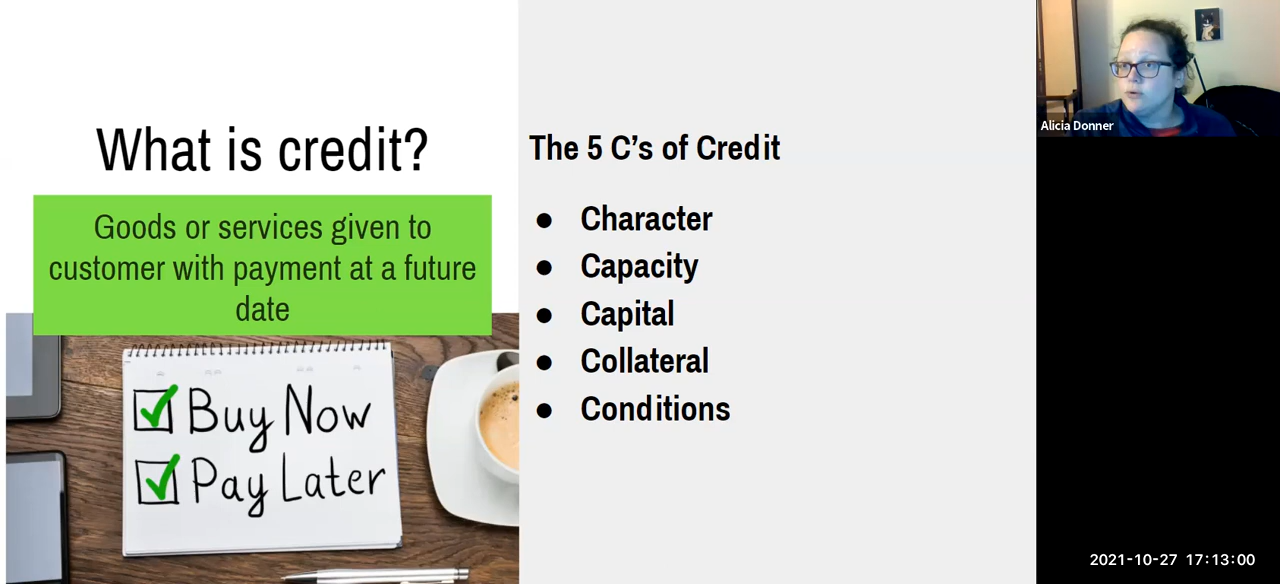 What is credit?
Goods or services given to
customer with payment at a future
date
Buy Now
Pay Later
The 5 C’s of Credit
● Character
● Capacity
● Capital
● Collateral
● Conditions
Alicia Donner
2021-10-27 17:13:00